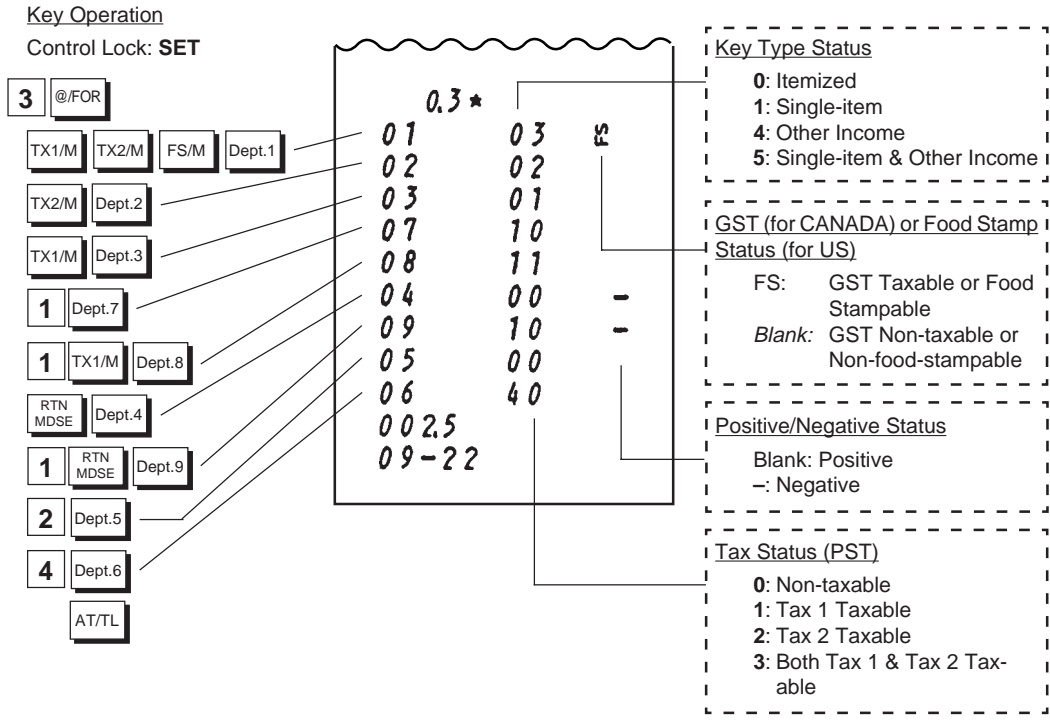 Key Operation
Control Lock: SET
3 @/FOR
TX1/M TX2/M FS/M Dept.1
TX2/M Dept.2
TX1/M Dept.3
1 Dept.7
1 TX1/M Dept.8
RTN
MDSE Dept.4
1 RTN
MDSE Dept.9
2 Dept.5
4 Dept.6
AT/TL
0.3*
01 03 FS
02 02
03 01
07 10
08 11
04 00 –
09 10 –
05 00
06 40
002.5
09-22
Key Type Status
0: Itemized
1: Single-item
4: Other Income
5: Single-item & Other Income
GST (for CANADA) or Food Stamp
Status (for US)
FS: GST Taxable or Food
Stampable
Blank: GST Non-taxable or
Non-food-stampable
Positive/Negative Status
Blank: Positive
–: Negative
Tax Status (PST)
0: Non-taxable
1: Tax 1 Taxable
2: Tax 2 Taxable
3: Both Tax 1 & Tax 2 Tax-
able